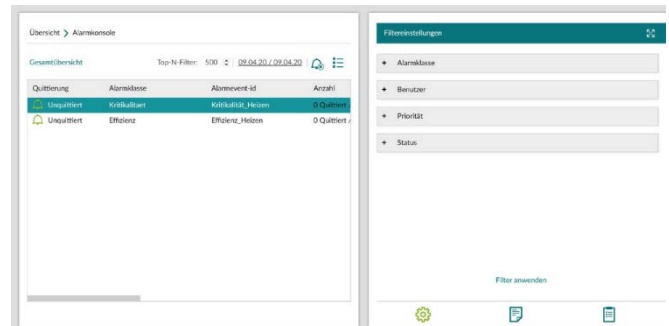 Übersicht > Alarmkonsole
Gesamtübersicht Top-N-Filter: 500 09.04.20 / 09.04.20
Quittierung Alarmklasse Alarmevent-id Anzahl
Unquittiert Kritikalitaet Kritikalität_Heizen 0 Quittiert /
Unquittiert Effizienz Effizienz_Heizen 0 Quittiert /
Filtereinstellungen
+ Alarmklasse
+ Benutzer
+ Priorität
+ Status
Filter anwenden